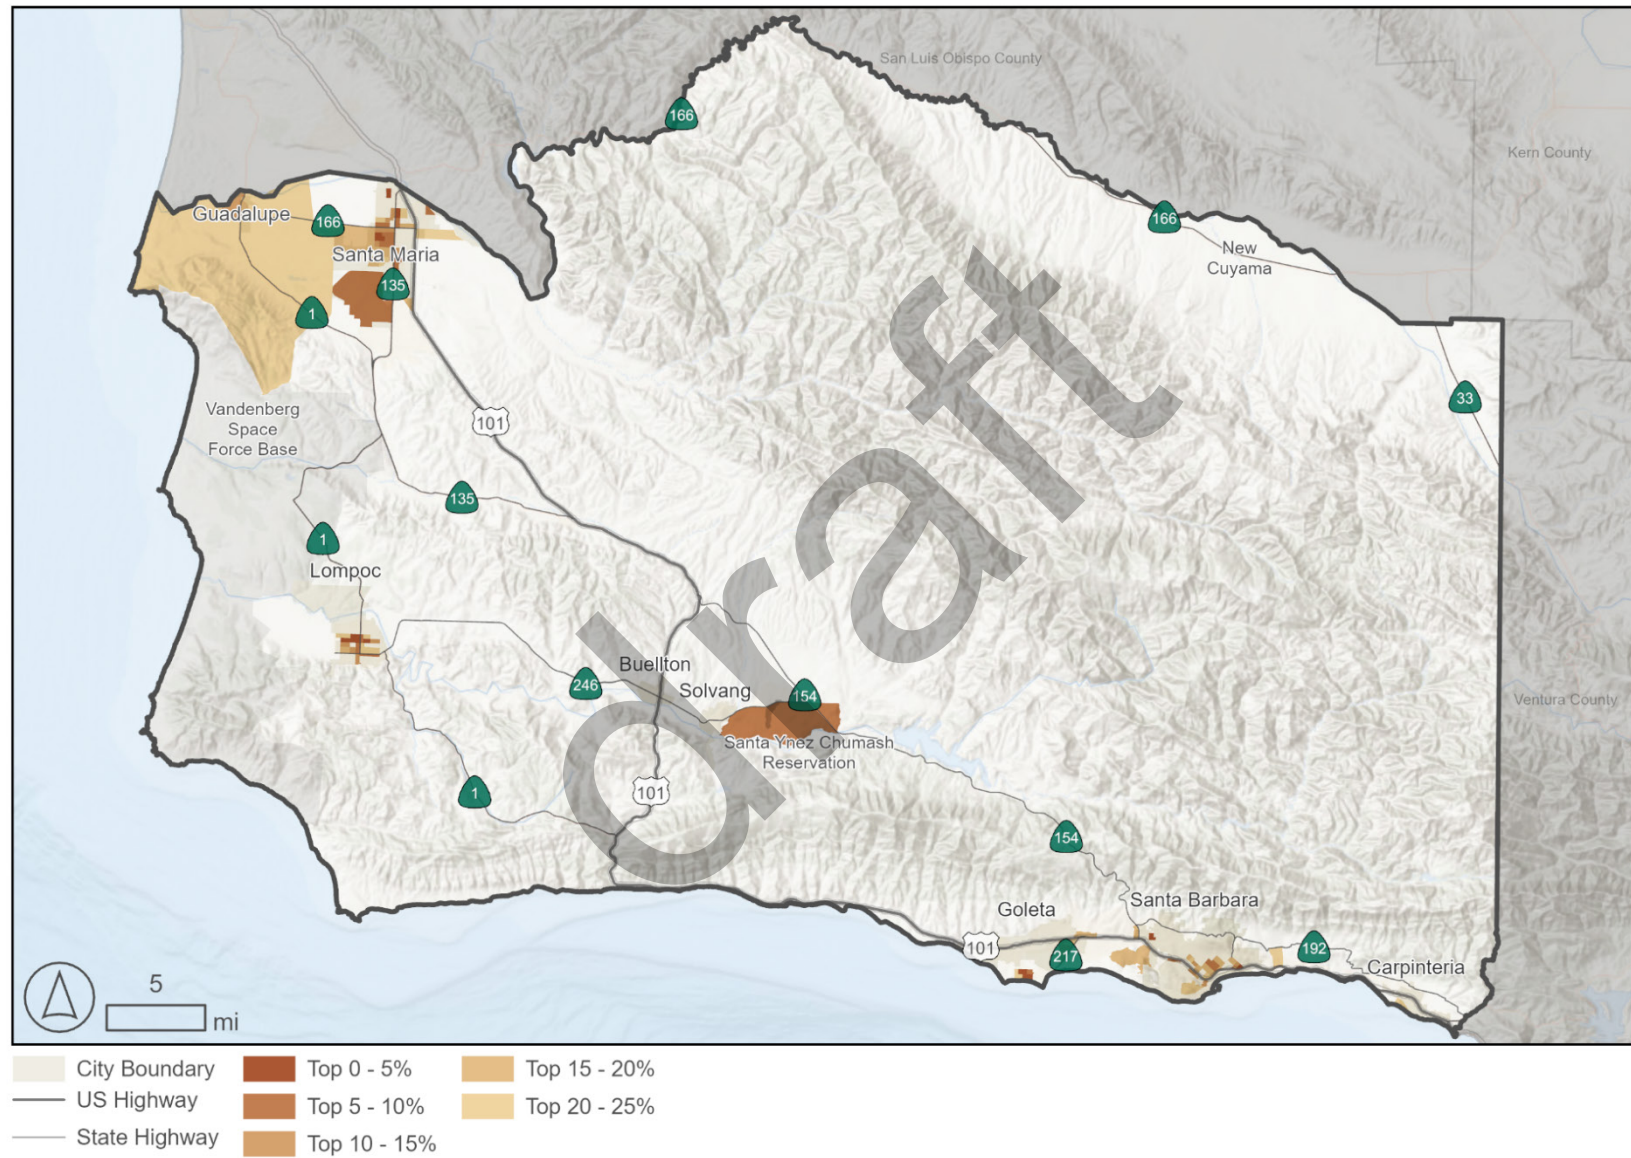 San Luis Obispo County
166
Kern County
Guadalupe
166
166
New
Cuyama
Santa Maria
135
1
33
Vandenberg
Space
Force Base
101
135
1
Lompoc
draft
Buellton
246
Solvang
154
Ventura County
Santa Ynez Chumash
Reservation
1
101
154
Santa Barbara
Goleta
101
217
192
Carpinteria
5
mi
City Boundary
US Highway
State Highway
Top 0 - 5%
Top 5 - 10%
Top 10 - 15%
Top 15 - 20%
Top 20 - 25%